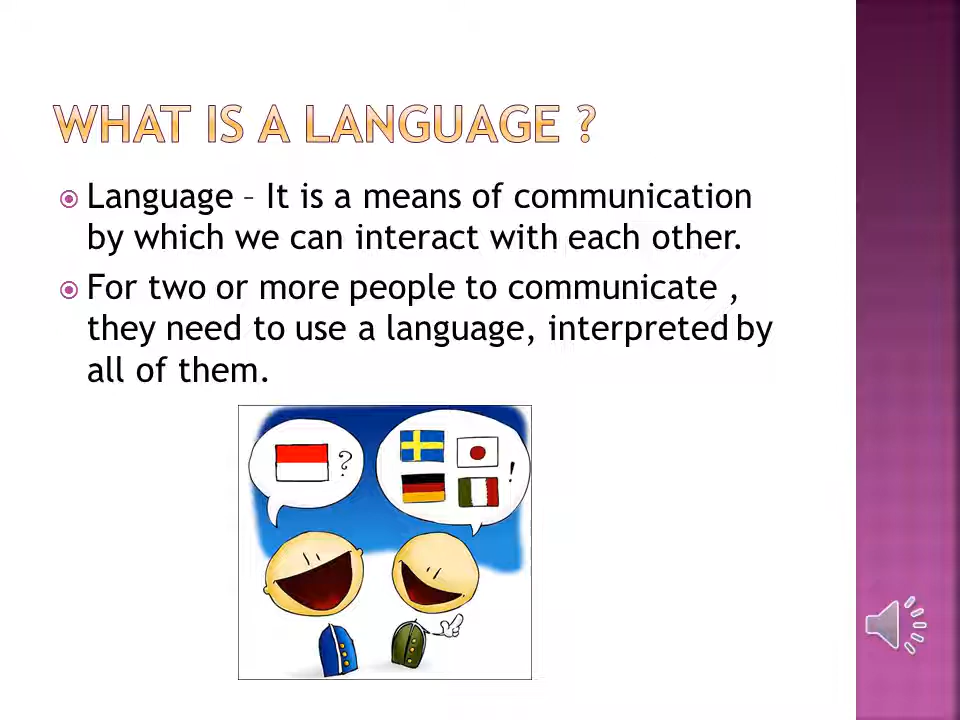 WHAT IS A LANGUAGE ?
Language – It is a means of communication
by which we can interact with each other.
For two or more people to communicate ,
they need to use a language, interpreted by
all of them.
?
!